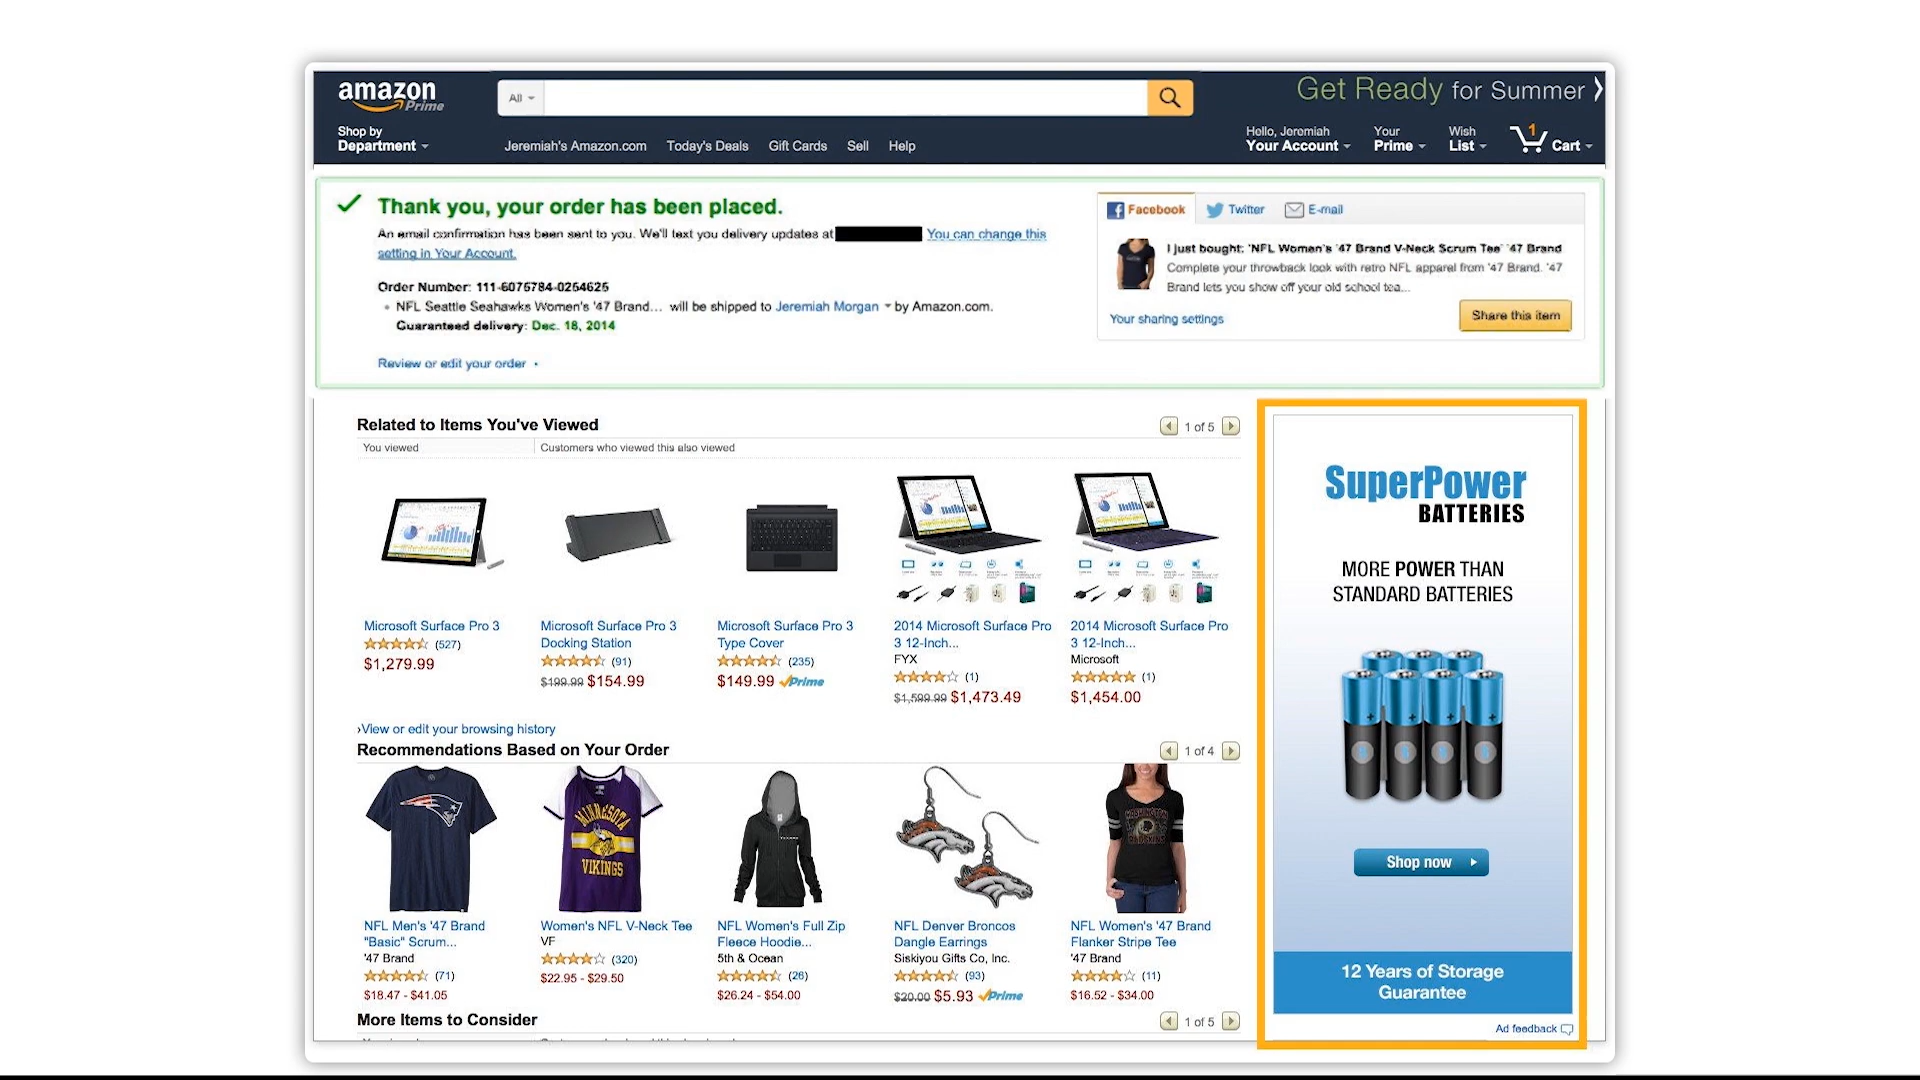 amazon
Prime
All
Get Ready for Summer
Shop by
Department
Jeremiah's Amazon.com Today's Deals Gift Cards Sell Help
Hello, Jeremiah
Your Account
Your
Prime
Wish
List
1
Cart
Thank you, your order has been placed.
An email confirmation has been sent to you. We'll text you delivery updates at You can change this
setting in Your Account.
Order Number: 111-6075784-0254625
NFL Seattle Seahawks Women's '47 Brand... will be shipped to Jeremiah Morgan by Amazon.com.
Guaranteed delivery: Dec. 18, 2014
Review or edit your order
Facebook Twitter E-mail
I just bought: 'NFL Women's '47 Brand V-Neck Scrum Tee' '47 Brand
Complete your throwback look with retro NFL apparel from '47 Brand. '47
Brand lets you show off your old school tea...
Your sharing settings
Share this item
Related to Items You've Viewed
1 of 5
You viewed
Customers who viewed this also viewed
Microsoft Surface Pro 3
(527)
$1,279.99
Microsoft Surface Pro 3
Docking Station
(91)
$199.99 $154.99
Microsoft Surface Pro 3
Type Cover
(235)
$149.99 Prime
2014 Microsoft Surface Pro
3 12-Inch...
FYX
(1)
$1,599.99 $1,473.49
2014 Microsoft Surface Pro
3 12-Inch...
Microsoft
(1)
$1,454.00
›View or edit your browsing history
Recommendations Based on Your Order
1 of 4
MINNESOTA
VIKINGS
WASHINGTON
REDSKINS
NFL Men's '47 Brand
"Basic" Scrum...
'47 Brand
(71)
$18.47 - $41.05
Women's NFL V-Neck Tee
VF
(320)
$22.95 - $29.50
NFL Women's Full Zip
Fleece Hoodie...
5th & Ocean
(26)
$26.24 - $54.00
NFL Denver Broncos
Dangle Earrings
Siskiyou Gifts Co, Inc.
(93)
$20.00 $5.93 Prime
NFL Women's '47 Brand
Flanker Stripe Tee
'47 Brand
(11)
$16.52 - $34.00
More Items to Consider
1 of 5
SuperPower
BATTERIES
MORE POWER THAN
STANDARD BATTERIES
Shop now
12 Years of Storage
Guarantee
Ad feedback